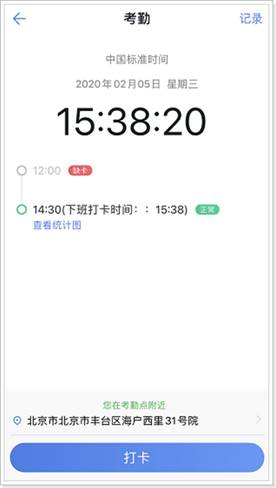 考勤 记录
中国标准时间
2020年02月05日 星期三
15:38:20
12:00 缺卡
14:30(下班打卡时间：: 15:38) 正常
查看统计图
您在考勤点附近
北京市北京市丰台区海户西里31号院
打卡